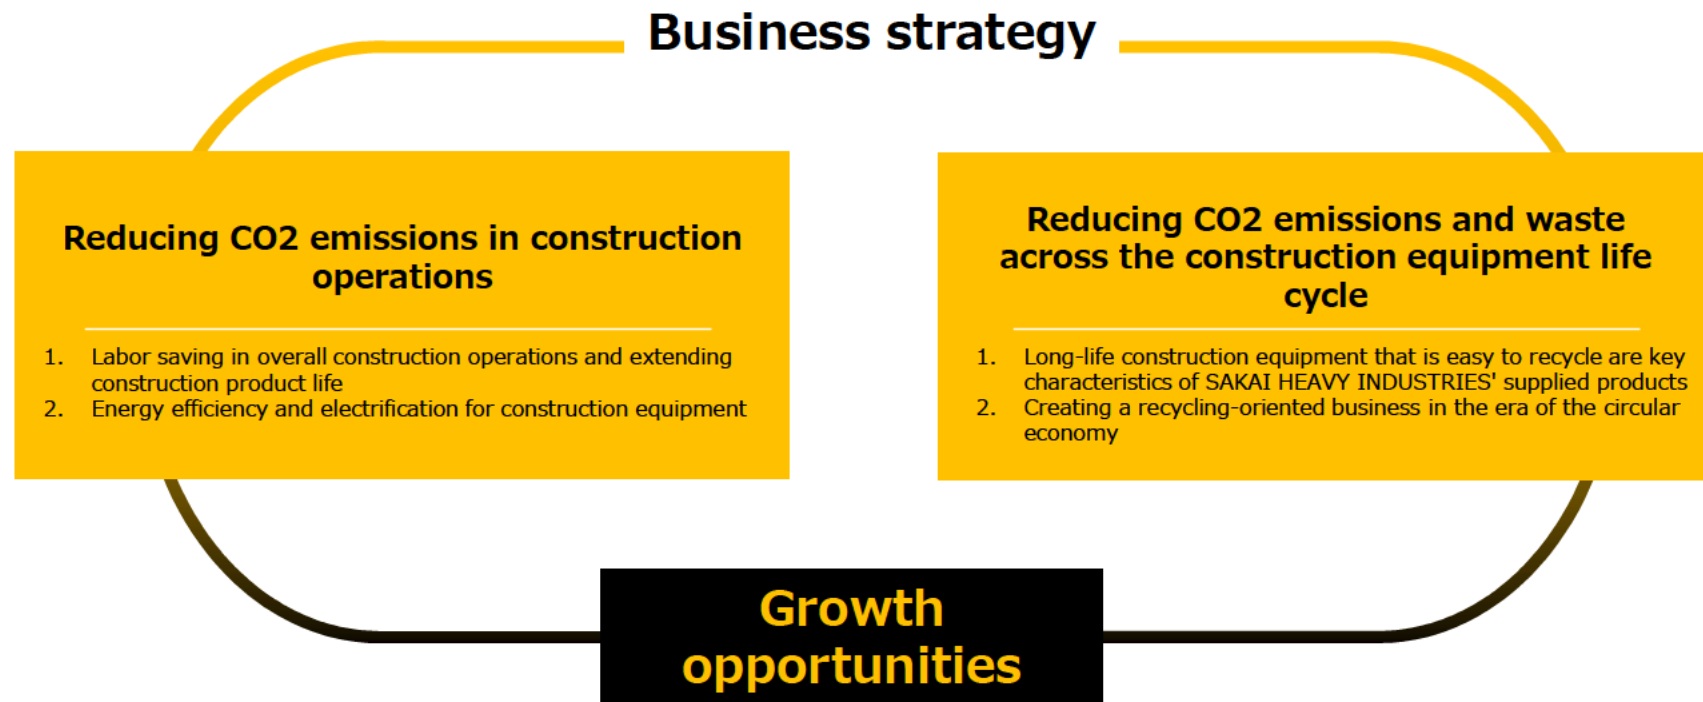 Business strategy
Reducing CO2 emissions in construction
operations
1. Labor saving in overall construction operations and extending
construction product life
2. Energy efficiency and electrification for construction equipment
Reducing CO2 emissions and waste
across the construction equipment life
cycle
1. Long-life construction equipment that is easy to recycle are key
characteristics of SAKAI HEAVY INDUSTRIES' supplied products
2. Creating a recycling-oriented business in the era of the circular
economy
Growth
opportunities